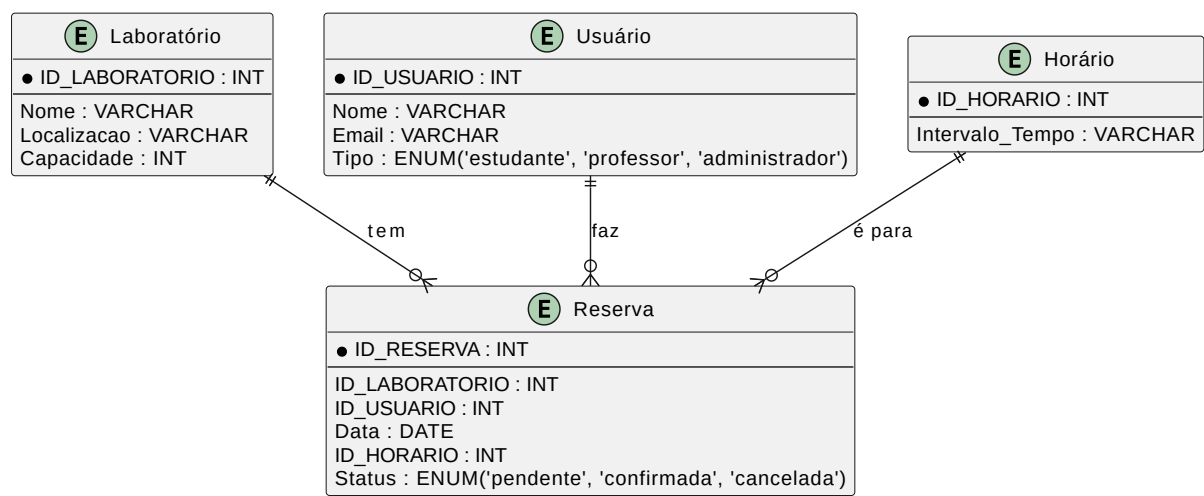 E Laboratório
ID_LABORATORIO : INT
Nome : VARCHAR
Localizacao : VARCHAR
Capacidade : INT
E Usuário
ID_USUARIO : INT
Nome : VARCHAR
Email : VARCHAR
Tipo : ENUM('estudante', 'professor', 'administrador')
E Horário
ID_HORARIO : INT
Intervalo_Tempo : VARCHAR
tem
faz
é para
E Reserva
ID_RESERVA : INT
ID_LABORATORIO : INT
ID_USUARIO : INT
Data : DATE
ID_HORARIO : INT
Status : ENUM('pendente', 'confirmada', 'cancelada')